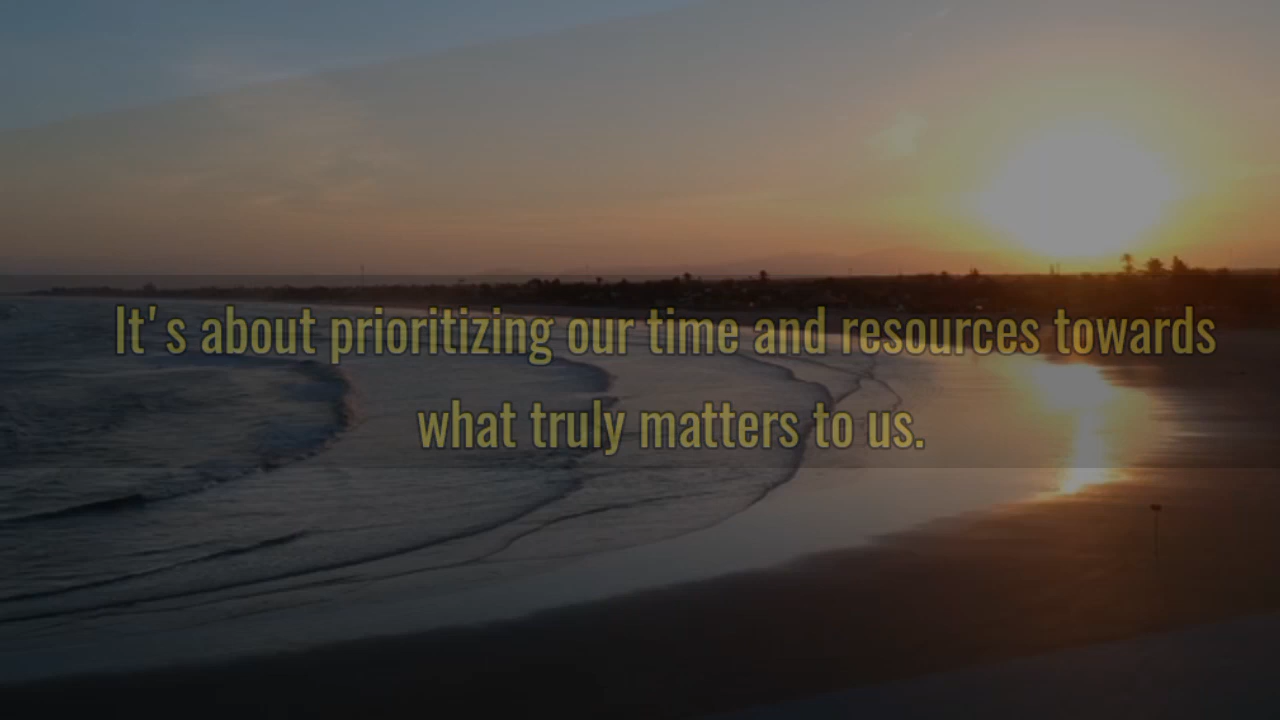 It's about prioritizing our time and resources towards
what truly matters to us.